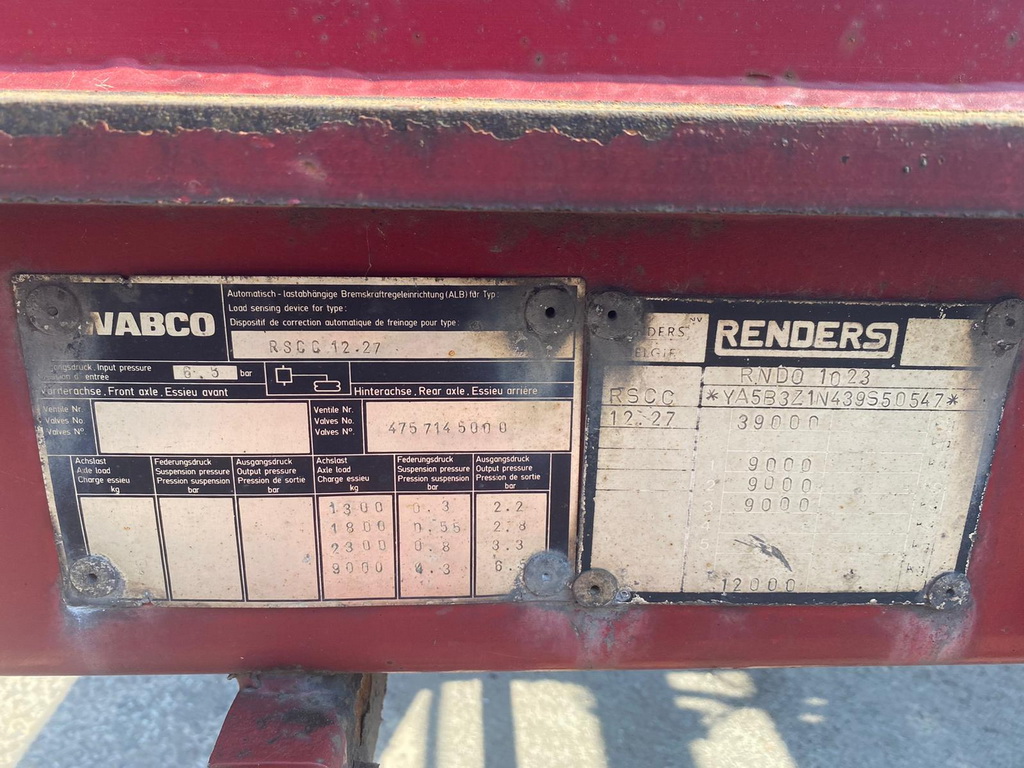 WABCO
Automatisch-lastabhängige Bremskraftregeleinrichtung (ALB) für Typ:
Load sensing device for type:
Dispositif de correction automatique de freinage pour type:
RSCC 12.27
Input pressure
d'entrée
bar
Vorderachse, Front axle, Essieu avant
Hinterachse, Rear axle, Essieu arrière
Ventile Nr.
Valves No.
Valves N°.
Ventile Nr.
Valves No.
Valves N°.
475 714 500 0
Achslast
Axle load
Charge essieu
kg
Federungsdruck
Suspension pressure
Pression suspension
bar
Ausgangsdruck
Output pressure
Pression de sortie
bar
Achslast
Axle load
Charge essieu
kg
Federungsdruck
Suspension pressure
Pression suspension
bar
Ausgangsdruck
Output pressure
Pression de sortie
bar
1300 0.3 2.2
1800 0.55 2.8
2300 0.8 3.3
9000 4.3
RENDERS
RENDERS
RNDO 1023
RSCC
*YA5B3Z1N439S50547*
12.27
39000
9000
9000
9000
12000